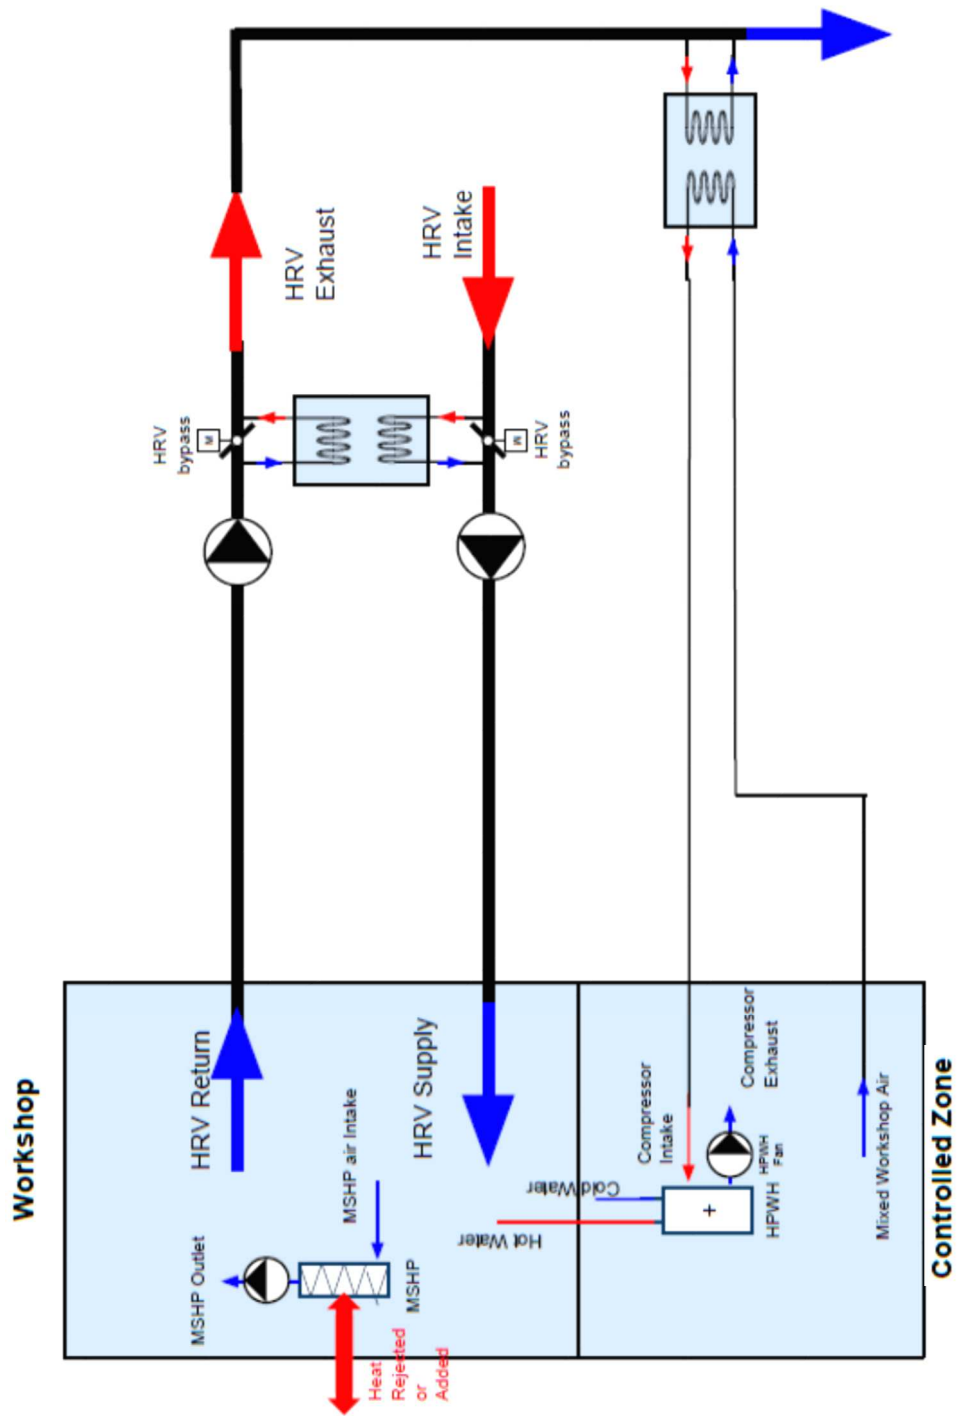 Workshop
HRV Return
HRV Supply
MSHP air Intake
MSHP Outlet
MSHP
Heat
Rejected
or
Added
HRV
bypass
HRV
Exhaust
HRV
Intake
HRV
bypass
M
M
Hot Water
Cold Water
Compressor
Intake
Compressor
Exhaust
HPWH
Fan
HPWH
+
Mixed Workshop Air
Controlled Zone